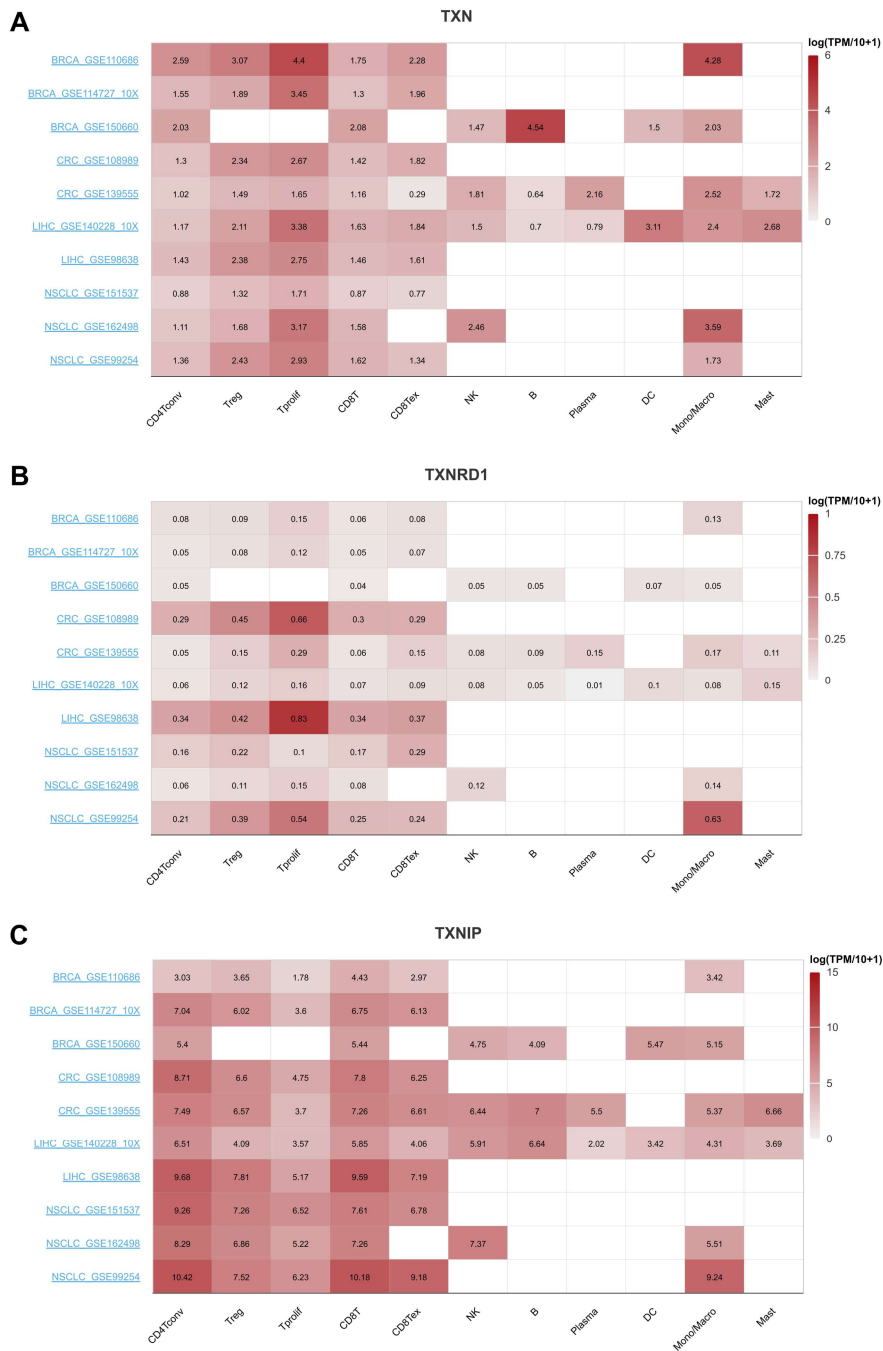 A
TXN
log(TPM/10+1)
BRCA_GSE110686 2.59 3.07 4.4 1.75 2.28 4.28
BRCA_GSE114727_10X 1.55 1.89 3.45 1.3 1.96
BRCA_GSE150660 2.03 2.08 1.47 4.54 1.5 2.03
CRC_GSE108989 1.3 2.34 2.67 1.42 1.82
CRC_GSE139555 1.02 1.49 1.65 1.16 0.29 1.81 0.64 2.16 2.52 1.72
LIHC_GSE140228_10X 1.17 2.11 3.38 1.63 1.84 1.5 0.7 0.79 3.11 2.4 2.68
LIHC_GSE98638 1.43 2.38 2.75 1.46 1.61
NSCLC_GSE151537 0.88 1.32 1.71 0.87 0.77
NSCLC_GSE162498 1.11 1.68 3.17 1.58 2.46 3.59
NSCLC_GSE99254 1.36 2.43 2.93 1.62 1.34 1.73
6
4
2
0
CD4Tconv Treg Tprolif CD8T CD8Tex NK B Plasma DC Mono/Macro Mast
B
TXNRD1
log(TPM/10+1)
BRCA_GSE110686 0.08 0.09 0.15 0.06 0.08 0.13
BRCA_GSE114727_10X 0.05 0.08 0.12 0.05 0.07
BRCA_GSE150660 0.05 0.04 0.05 0.05 0.07 0.05
CRC_GSE108989 0.29 0.45 0.66 0.3 0.29
CRC_GSE139555 0.05 0.15 0.29 0.06 0.15 0.08 0.09 0.15 0.17 0.11
LIHC_GSE140228_10X 0.06 0.12 0.16 0.07 0.09 0.08 0.05 0.01 0.1 0.08 0.15
LIHC_GSE98638 0.34 0.42 0.83 0.34 0.37
NSCLC_GSE151537 0.16 0.22 0.1 0.17 0.29
NSCLC_GSE162498 0.06 0.11 0.15 0.08 0.12 0.14
NSCLC_GSE99254 0.21 0.39 0.54 0.25 0.24 0.63
1
0.75
0.5
0.25
0
CD4Tconv Treg Tprolif CD8T CD8Tex NK B Plasma DC Mono/Macro Mast
C
TXNIP
log(TPM/10+1)
BRCA_GSE110686 3.03 3.65 1.78 4.43 2.97 3.42
BRCA_GSE114727_10X 7.04 6.02 3.6 6.75 6.13
BRCA_GSE150660 5.4 5.44 4.75 4.09 5.47 5.15
CRC_GSE108989 8.71 6.6 4.75 7.8 6.25
CRC_GSE139555 7.49 6.57 3.7 7.26 6.61 6.44 7 5.5 5.37 6.66
LIHC_GSE140228_10X 6.51 4.09 3.57 5.85 4.06 5.91 6.64 2.02 3.42 4.31 3.69
LIHC_GSE98638 9.68 7.81 5.17 9.59 7.19
NSCLC_GSE151537 9.26 7.26 6.52 7.61 6.78
NSCLC_GSE162498 8.29 6.86 5.22 7.26 7.37 5.51
NSCLC_GSE99254 10.42 7.52 6.23 10.18 9.18 9.24
15
10
5
0
CD4Tconv Treg Tprolif CD8T CD8Tex NK B Plasma DC Mono/Macro Mast